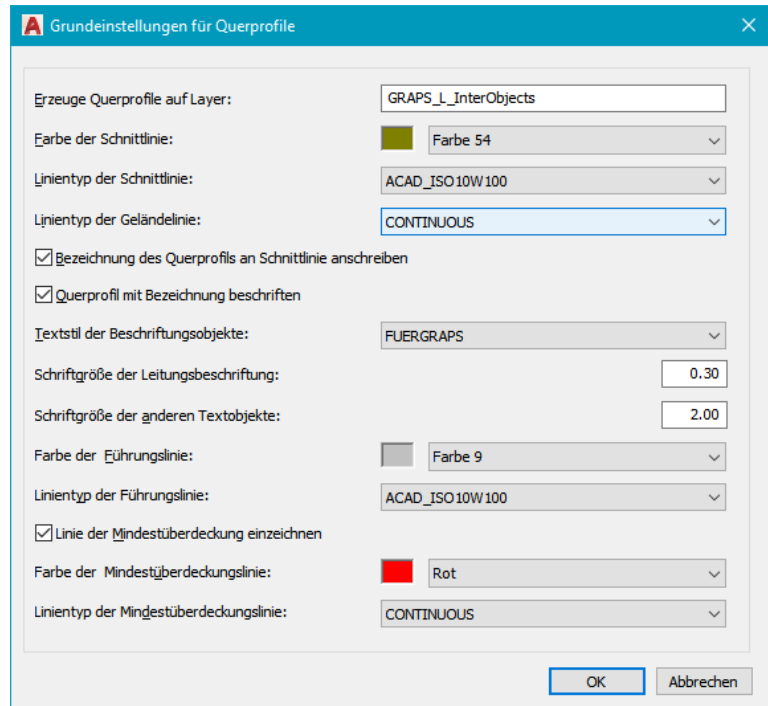 Grundeinstellungen für Querprofile
Erzeuge Querprofile auf Layer: GRAPS_L_InterObjects
Farbe der Schnittlinie: Farbe 54
Linientyp der Schnittlinie: ACAD_ISO10W100
Linientyp der Geländelinie: CONTINUOUS
Bezeichnung des Querprofils an Schnittlinie anschreiben
Querprofil mit Bezeichnung beschriften
Textstil der Beschriftungsobjekte: FUERGRAPS
Schriftgröße der Leitungsbeschriftung: 0.30
Schriftgröße der anderen Textobjekte: 2.00
Farbe der Führungslinie: Farbe 9
Linientyp der Führungslinie: ACAD_ISO10W100
Linie der Mindestüberdeckung einzeichnen
Farbe der Mindestüberdeckungslinie: Rot
Linientyp der Mindestüberdeckungslinie: CONTINUOUS
OK Abbrechen